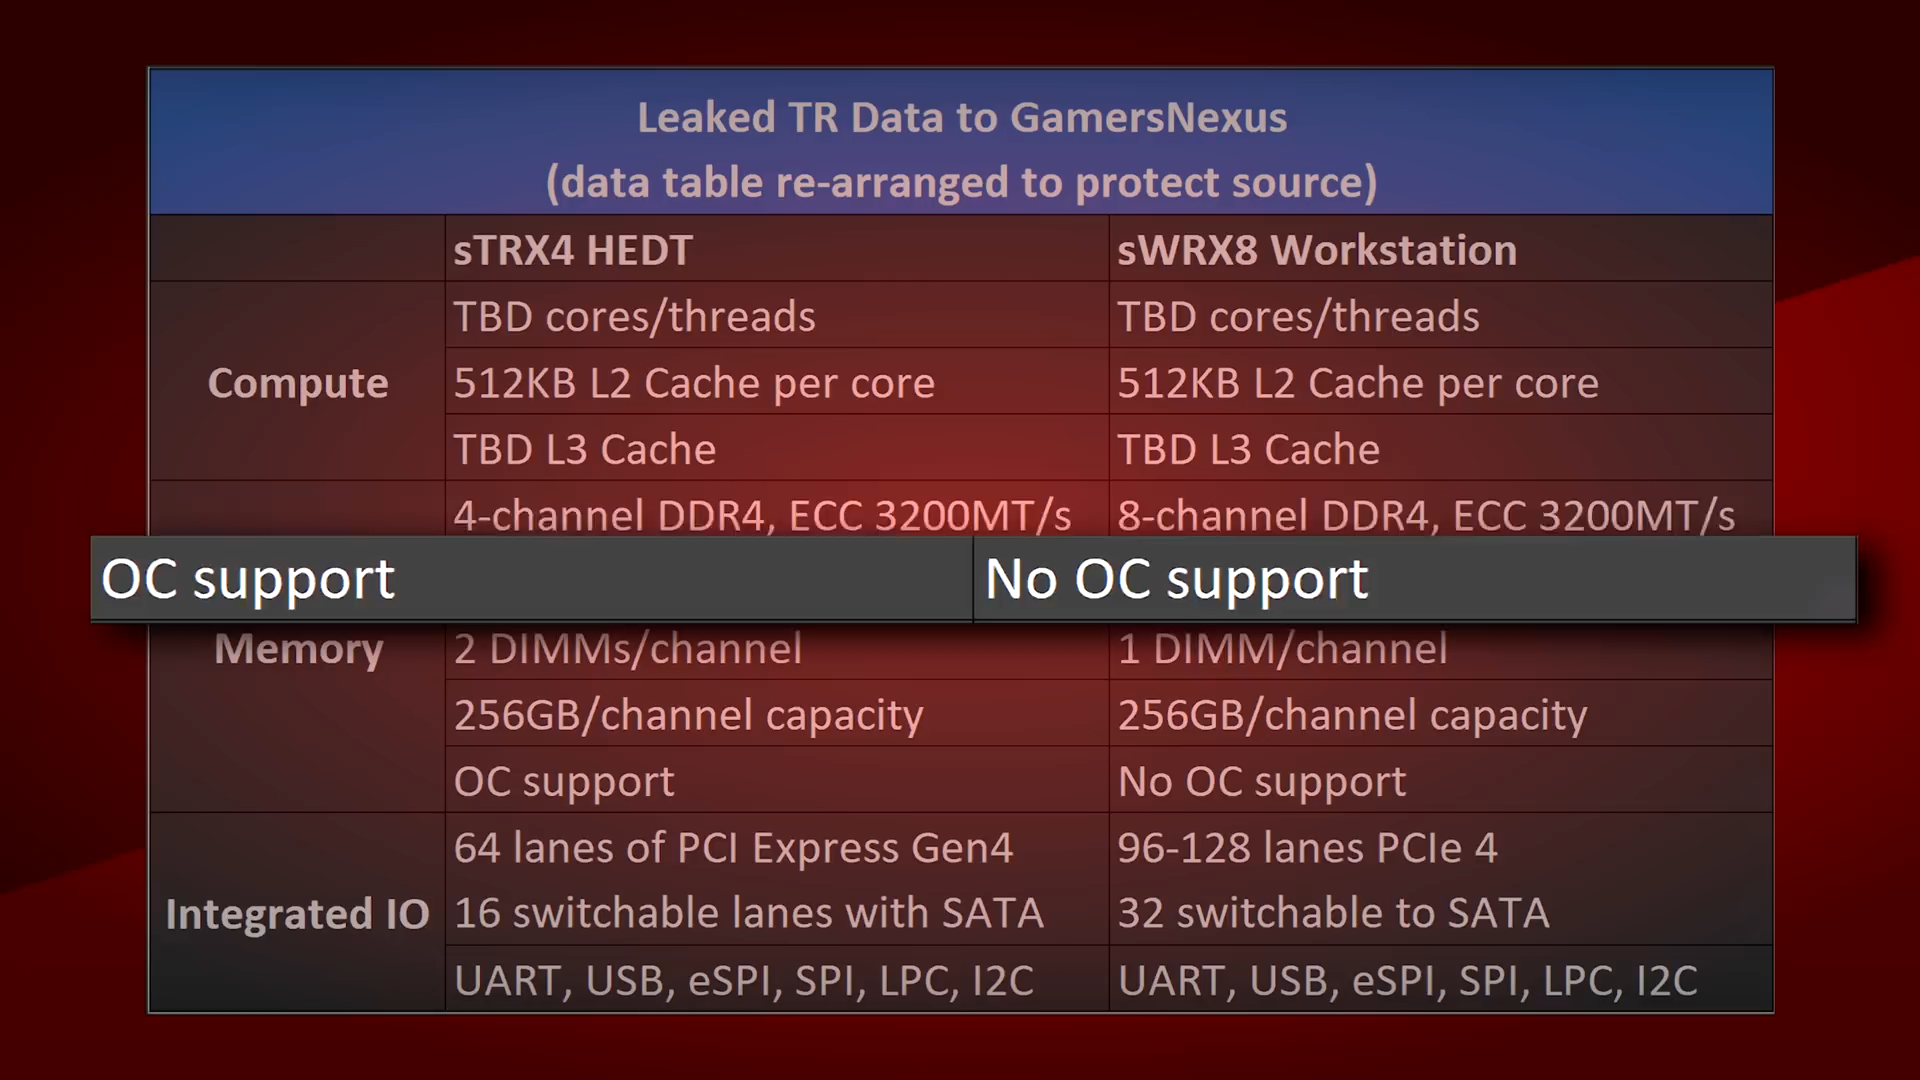 Leaked TR Data to GamersNexus
(data table re-arranged to protect source)
sTRX4 HEDT sWRX8 Workstation
TBD cores/threads TBD cores/threads
Compute 512KB L2 Cache per core 512KB L2 Cache per core
TBD L3 Cache TBD L3 Cache
4-channel DDR4, ECC 3200MT/s 8-channel DDR4, ECC 3200MT/s
OC support No OC support
Memory 2 DIMMs/channel 1 DIMM/channel
256GB/channel capacity 256GB/channel capacity
OC support No OC support
64 lanes of PCI Express Gen4 96-128 lanes PCIe 4
Integrated IO 16 switchable lanes with SATA 32 switchable to SATA
UART, USB, eSPI, SPI, LPC, I2C UART, USB, eSPI, SPI, LPC, I2C